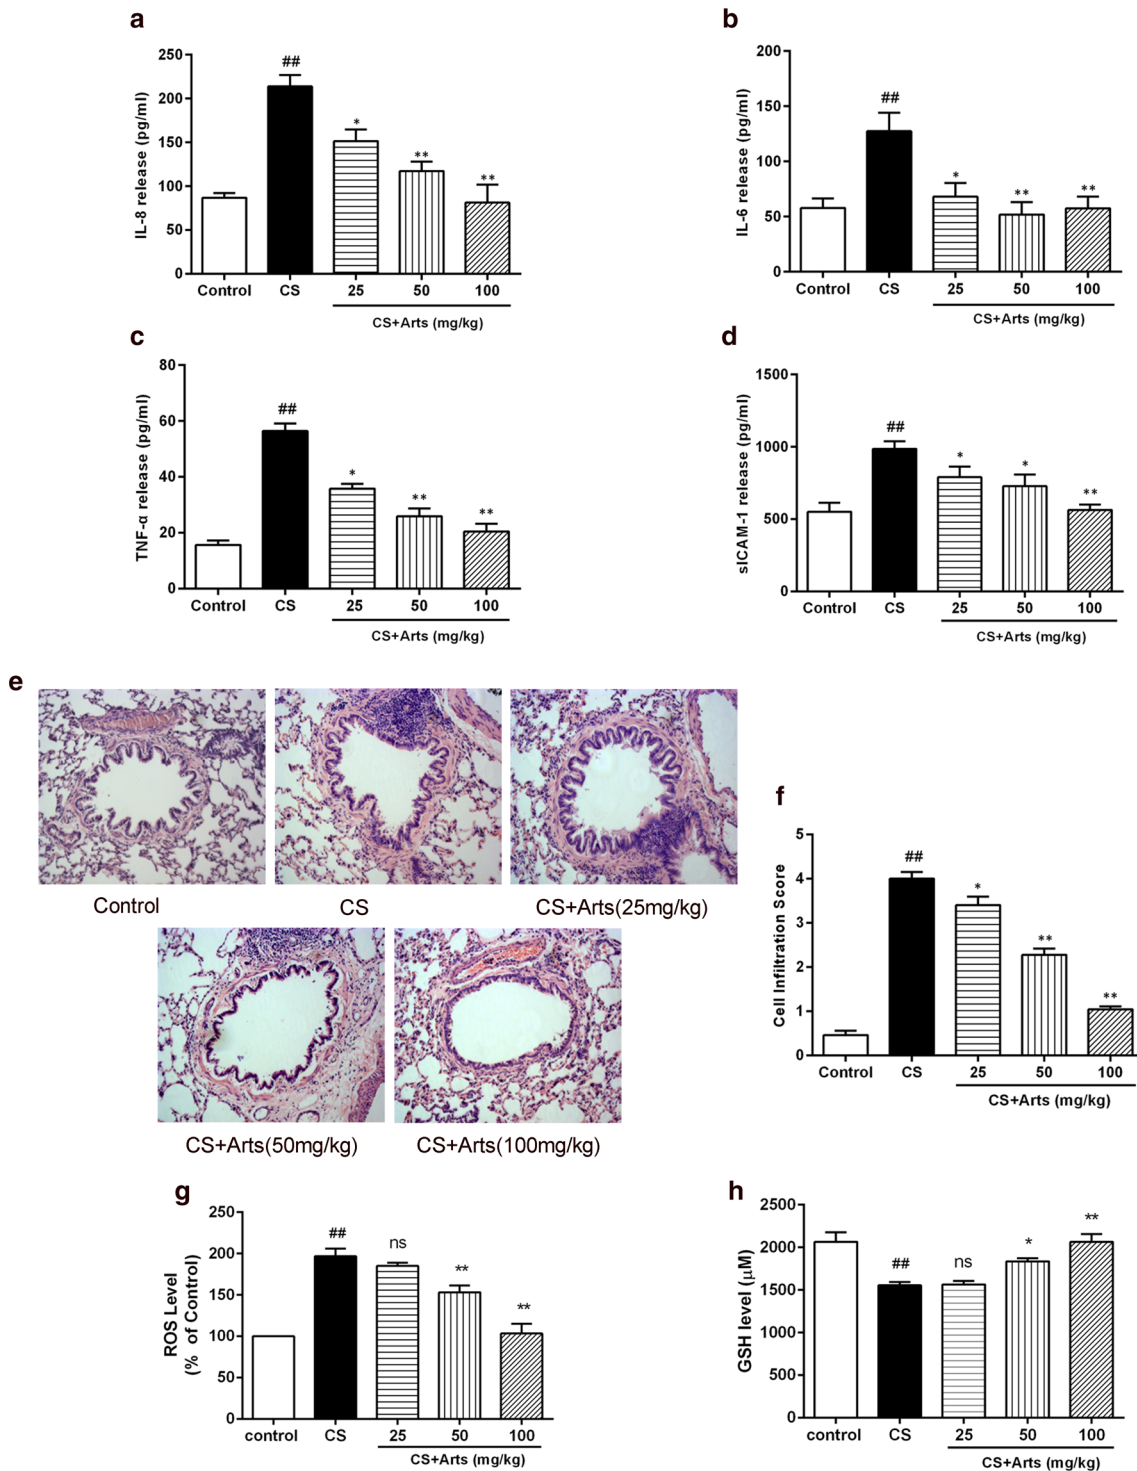 a
IL-8 release (pg/ml)
250
200
150
100
50
0
##
*
**
**
Control CS 25 50 100
CS+Arts (mg/kg)
b
IL-6 release (pg/ml)
200
150
100
50
0
##
*
**
**
Control CS 25 50 100
CS+Arts (mg/kg)
c
TNF-α release (pg/ml)
80
60
40
20
0
##
*
**
**
Control CS 25 50 100
CS+Arts (mg/kg)
d
sICAM-1 release (pg/ml)
1500
1000
500
0
##
*
*
**
Control CS 25 50 100
CS+Arts (mg/kg)
e
Control CS CS+Arts(25mg/kg)
CS+Arts(50mg/kg) CS+Arts(100mg/kg)
f
Cell Infiltration Score
5
4
3
2
1
0
##
*
**
**
Control CS 25 50 100
CS+Arts (mg/kg)
g
ROS Level
(% of Control)
250
200
150
100
50
0
##
ns
**
**
control CS 25 50 100
CS+Arts (mg/kg)
h
GSH level (μM)
2500
2000
1500
1000
500
0
##
ns
*
**
control CS 25 50 100
CS+Arts (mg/kg)